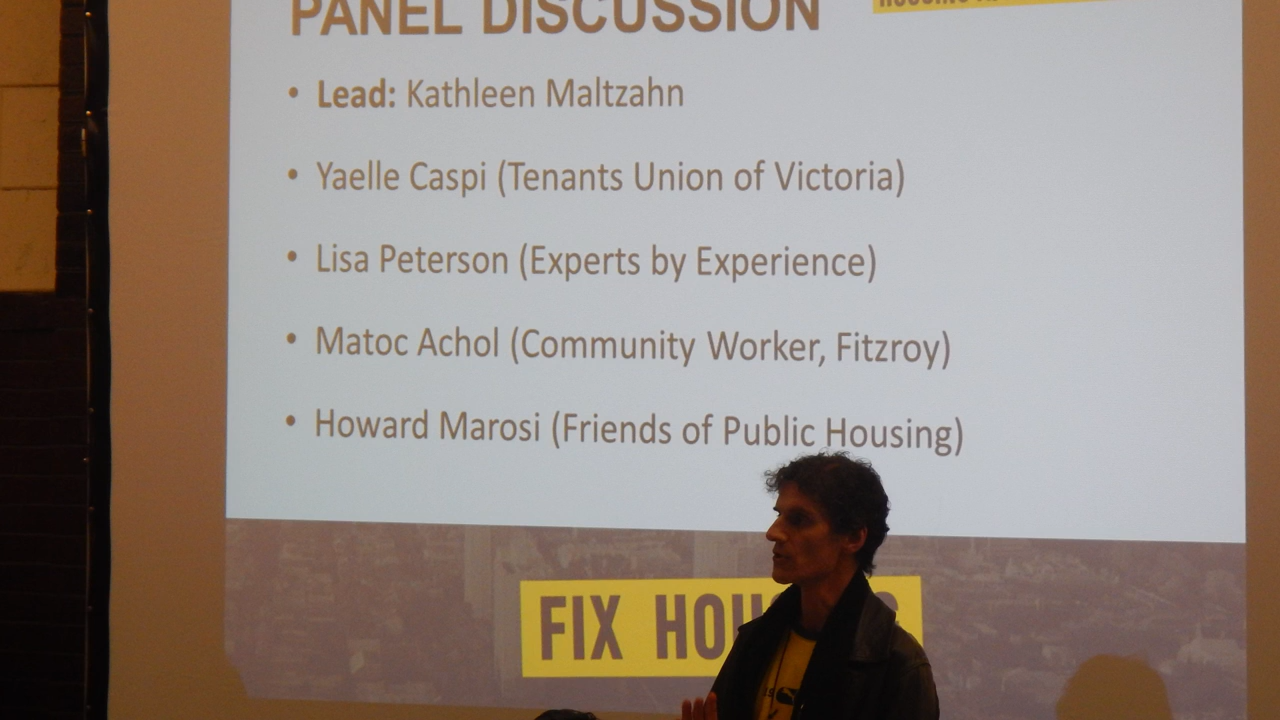 PANEL DISCUSSION
• Lead: Kathleen Maltzahn
• Yaelle Caspi (Tenants Union of Victoria)
• Lisa Peterson (Experts by Experience)
• Matoc Achol (Community Worker, Fitzroy)
• Howard Marosi (Friends of Public Housing)
FIX